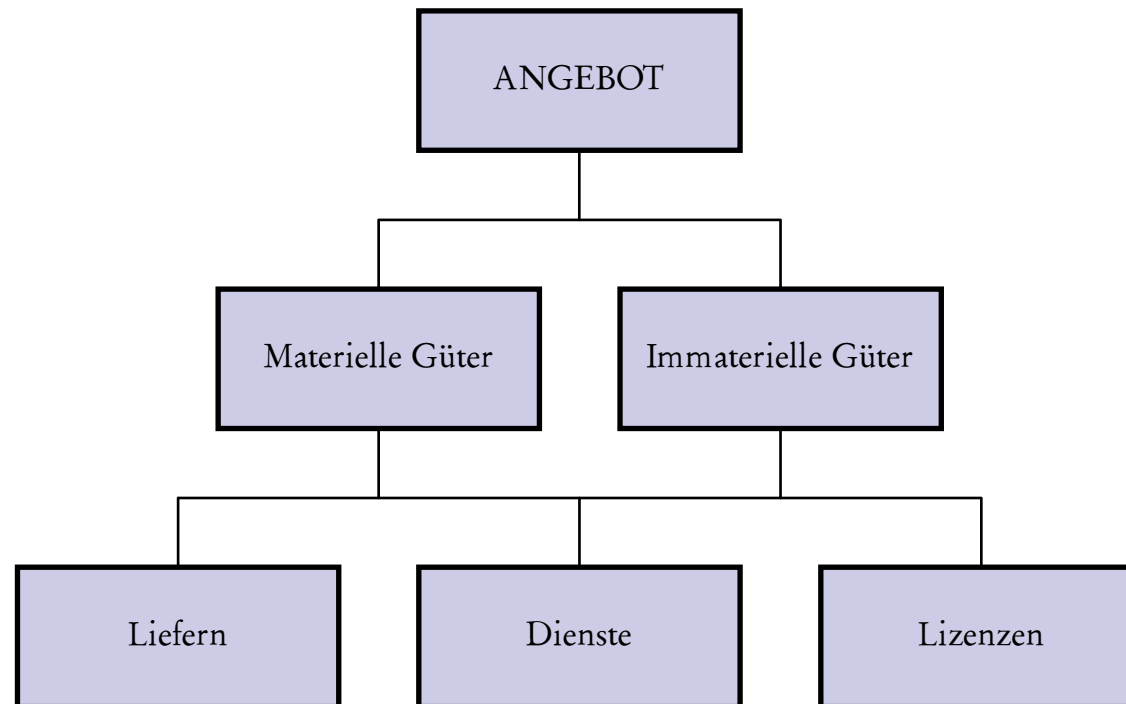 ANGEBOT
Materielle Güter
Immaterielle Güter
Liefern
Dienste
Lizenzen